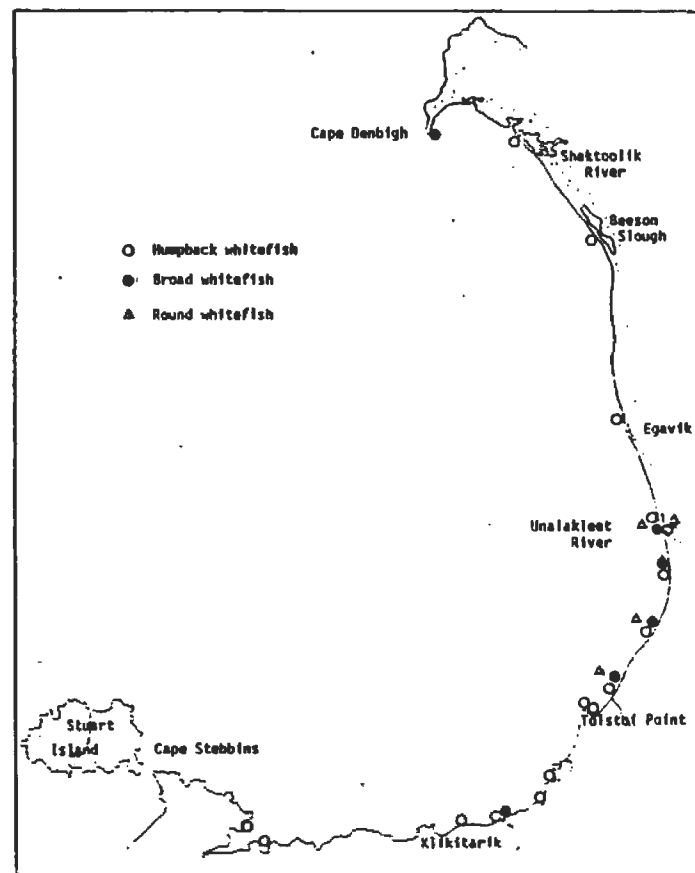 Cape Denbigh
Shaktoolik
River
Beeson
Slough
Humpback whitefish
Broad whitefish
Round whitefish
Egavik
Unalakleet
River
Tolstoi Point
Stuart
Island
Cape Stebbins
Klikitarik